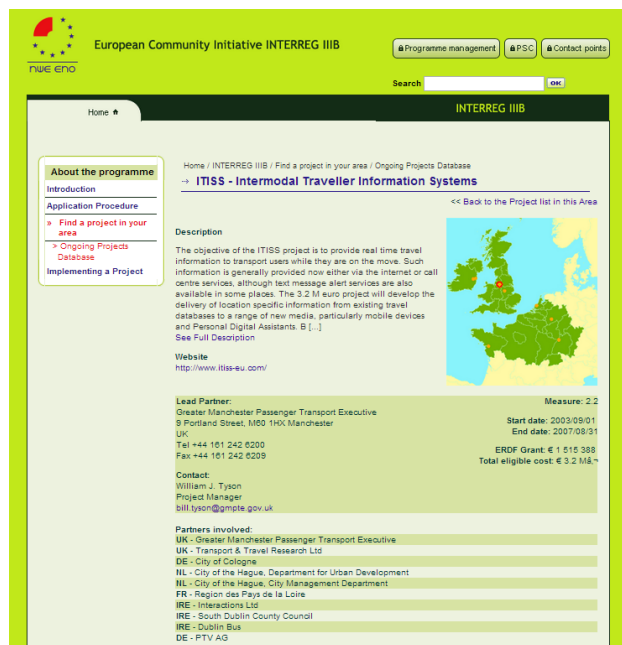 NWE ENO
European Community Initiative INTERREG IIIB
Programme management
PSC
Contact points
Search
OK
Home
INTERREG IIIB
About the programme
Introduction
Application Procedure
» Find a project in your
area
> Ongoing Projects
Database
Implementing a Project
Home / INTERREG IIIB / Find a project in your area / Ongoing Projects Database
→ ITISS - Intermodal Traveller Information Systems
<< Back to the Project list in this Area
Description
The objective of the ITISS project is to provide real time travel
information to transport users while they are on the move. Such
information is generally provided now either via the internet or call
centre services, although text message alert services are also
available in some places. The 3.2 M euro project will develop the
delivery of location specific information from existing travel
databases to a range of new media, particularly mobile devices
and Personal Digital Assistants. B [...]
See Full Description
Website
http://www.itiss-eu.com/
Lead Partner:
Greater Manchester Passenger Transport Executive
9 Portland Street, M60 1HX Manchester
UK
Tel +44 161 242 6200
Fax +44 161 242 6209
Contact:
William J. Tyson
Project Manager
bill.tyson@gmpte.gov.uk
Measure: 2.2
Start date: 2003/09/01
End date: 2007/08/31
ERDF Grant: € 1 515 388
Total eligible cost: € 3.2 Mâ‚¬
Partners involved:
UK - Greater Manchester Passenger Transport Executive
UK - Transport & Travel Research Ltd
DE - City of Cologne
NL - City of the Hague, Department for Urban Development
NL - City of the Hague, City Management Department
FR - Region des Pays de la Loire
IRE - Interactions Ltd
IRE - South Dublin County Council
IRE - Dublin Bus
DE - PTV AG